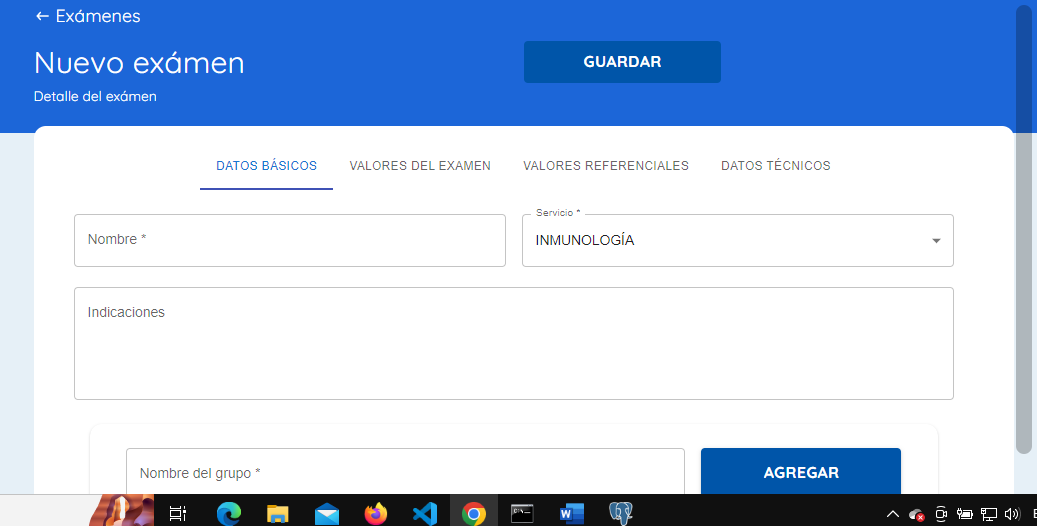 ← Exámenes
Nuevo exámen
GUARDAR
Detalle del exámen
DATOS BÁSICOS VALORES DEL EXAMEN VALORES REFERENCIALES DATOS TÉCNICOS
Nombre *
Servicio *
INMUNOLOGÍA
Indicaciones
Nombre del grupo *
AGREGAR